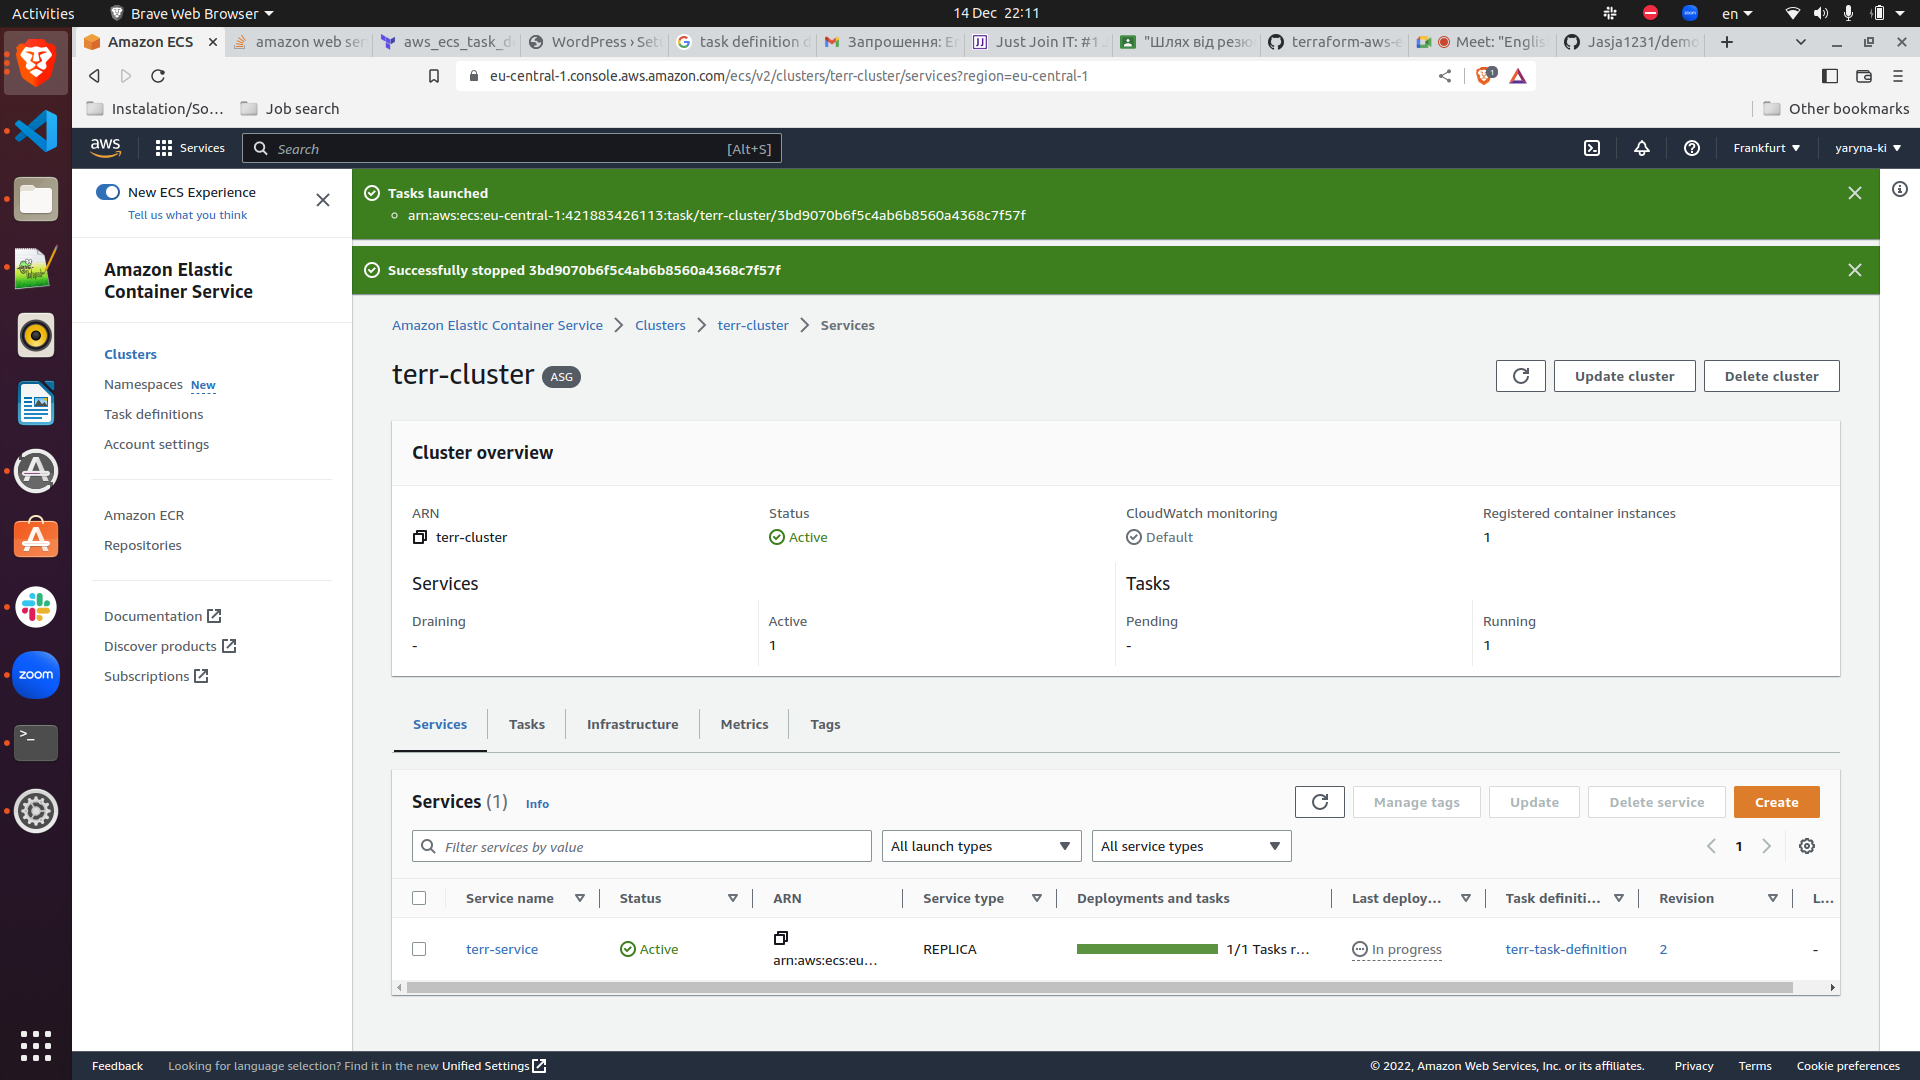 Activities
Brave Web Browser
14 Dec 22:11
en
Amazon ECS
amazon web ser
aws_ecs_task_d
WordPress › Set
task definition d
Запрошення: En
Just Join IT: #1 J
"Шлях від резю
terraform-aws-e
Meet: "Englis
Jasja1231/demo
eu-central-1.console.aws.amazon.com/ecs/v2/clusters/terr-cluster/services?region=eu-central-1
1
Instalation/So…
Job search
Other bookmarks
aws
Services
Search
[Alt+S]
Frankfurt
yaryna-ki
New ECS Experience
Tell us what you think
Amazon Elastic
Container Service
Clusters
Namespaces New
Task definitions
Account settings
Amazon ECR
Repositories
Documentation
Discover products
Subscriptions
zoom
Tasks launched
arn:aws:ecs:eu-central-1:421883426113:task/terr-cluster/3bd9070b6f5c4ab6b8560a4368c7f57f
Successfully stopped 3bd9070b6f5c4ab6b8560a4368c7f57f
Amazon Elastic Container Service
Clusters
terr-cluster
Services
terr-cluster
ASG
Update cluster
Delete cluster
Cluster overview
ARN
terr-cluster
Status
Active
CloudWatch monitoring
Default
Registered container instances
1
Services
Draining
-
Active
1
Tasks
Pending
-
Running
1
Services
Tasks
Infrastructure
Metrics
Tags
Services (1)
Info
Manage tags
Update
Delete service
Create
Filter services by value
All launch types
All service types
1
Service name
Status
ARN
Service type
Deployments and tasks
Last deploy…
Task definiti…
Revision
L…
terr-service
Active
arn:aws:ecs:eu…
REPLICA
1/1 Tasks r…
In progress
terr-task-definition
2
-
Feedback
Looking for language selection? Find it in the new Unified Settings
© 2022, Amazon Web Services, Inc. or its affiliates.
Privacy
Terms
Cookie preferences